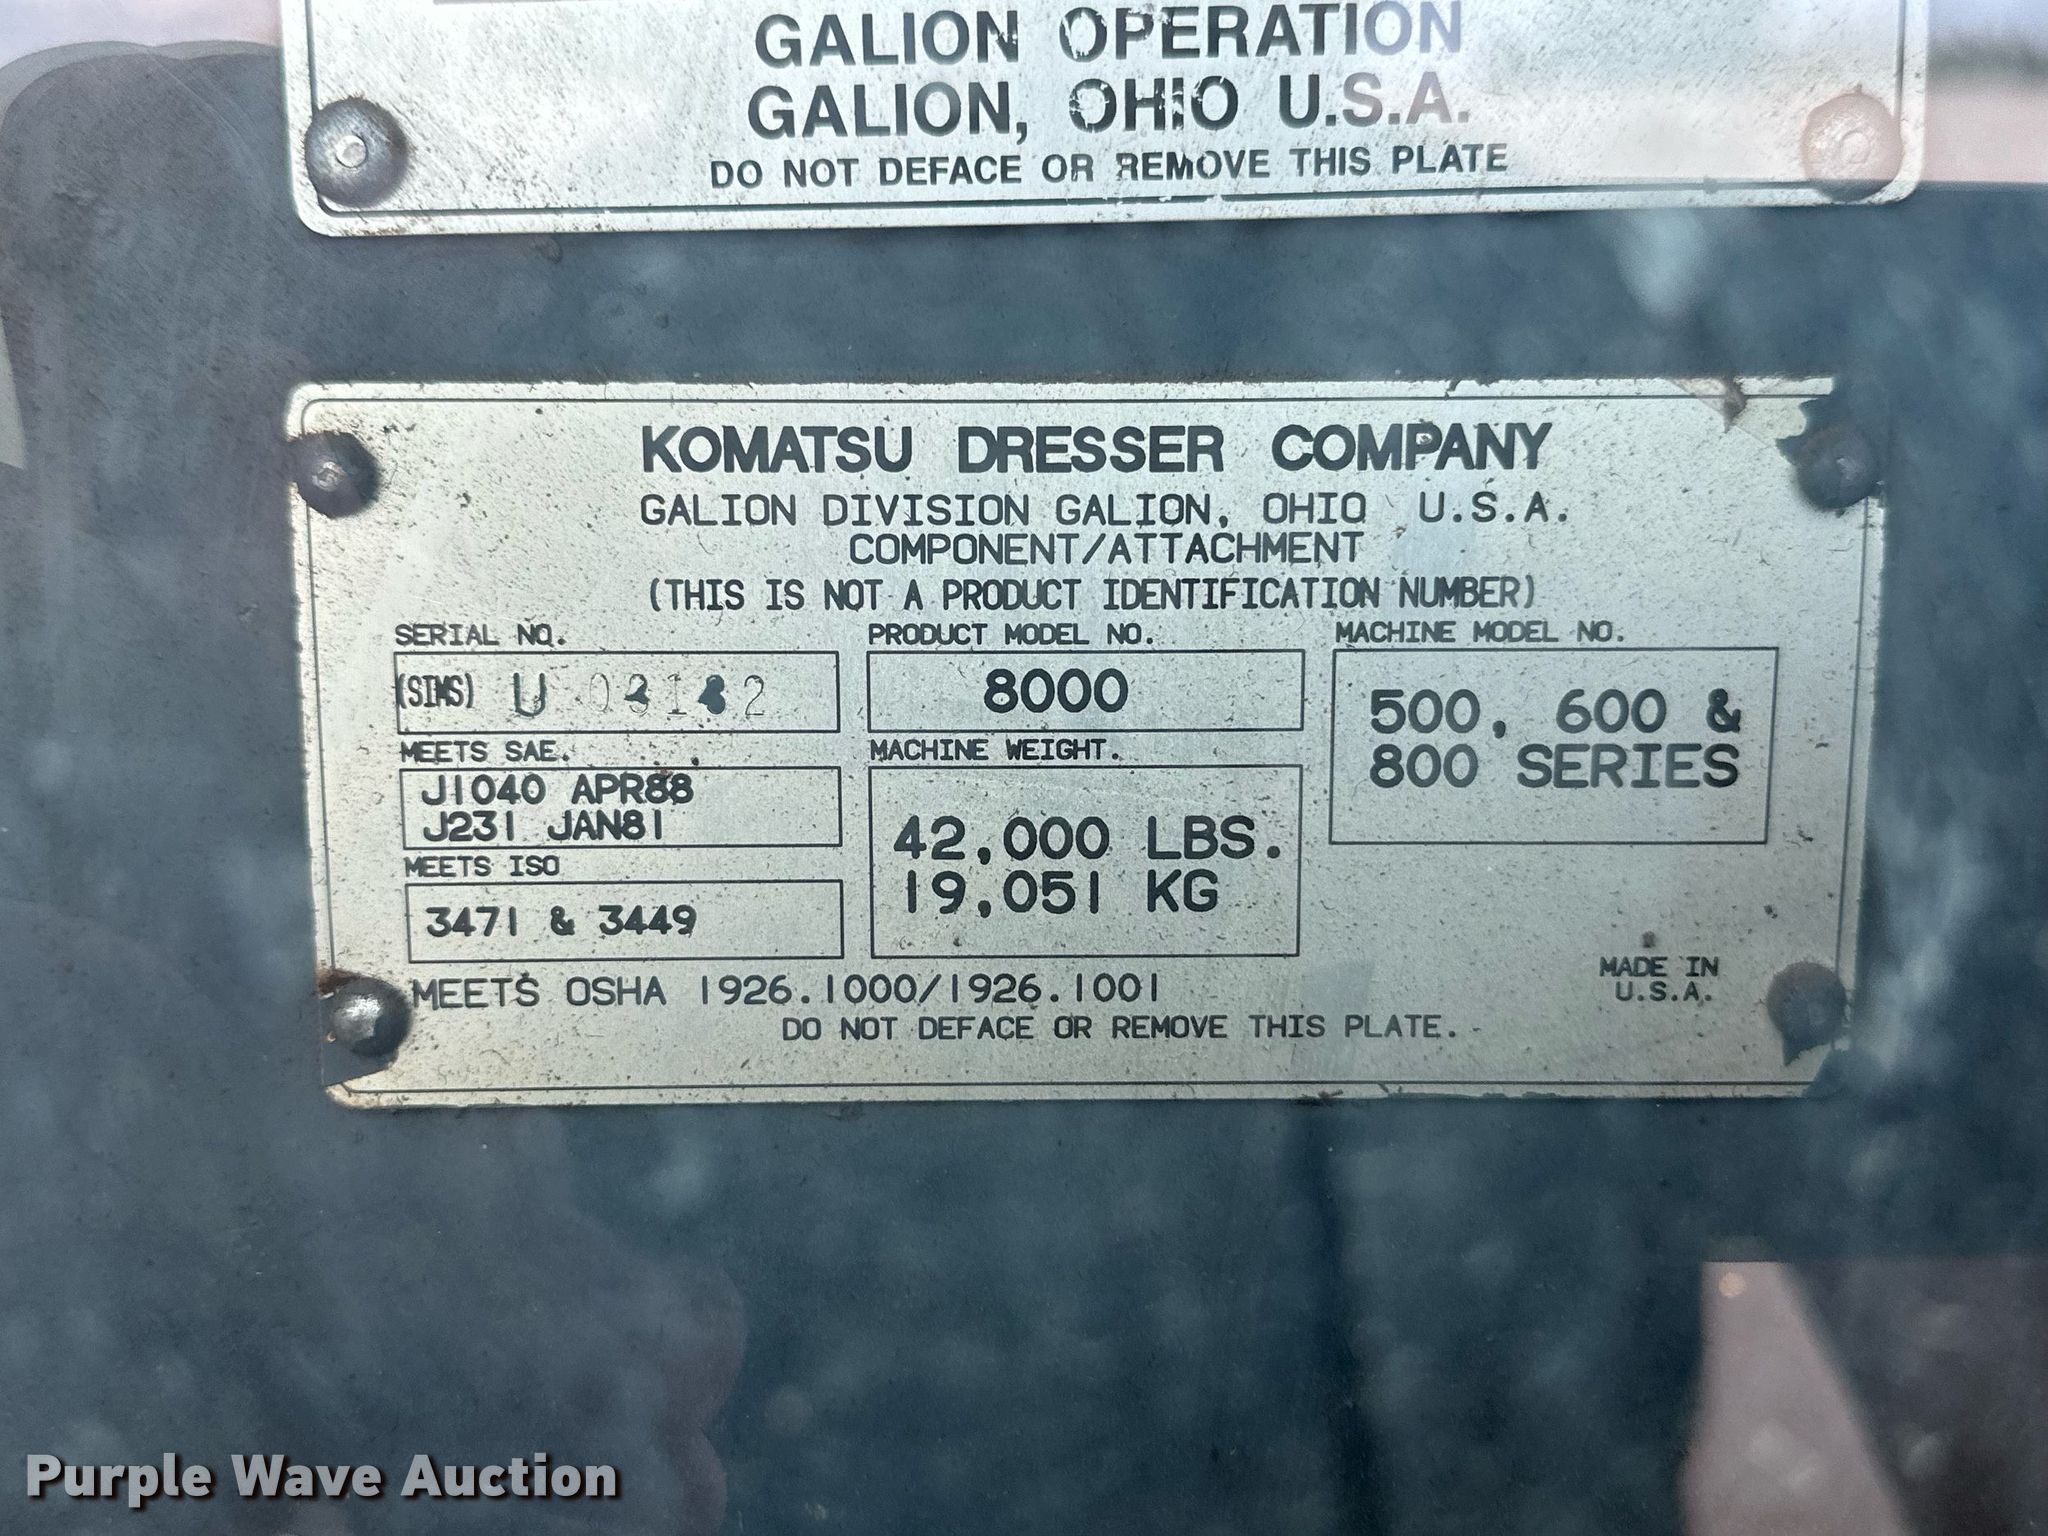 GALION OPERATION
GALION, OHIO U.S.A.
DO NOT DEFACE OR REMOVE THIS PLATE
KOMATSU DRESSER COMPANY
GALION DIVISION GALION, OHIO U.S.A.
COMPONENT/ATTACHMENT
(THIS IS NOT A PRODUCT IDENTIFICATION NUMBER)
SERIAL NO. PRODUCT MODEL NO. MACHINE MODEL NO.
(SIMS) U 8000 500, 600 &
800 SERIES
MEETS SAE. MACHINE WEIGHT.
J1040 APR88
J231 JAN81
42,000 LBS.
19,051 KG
MEETS ISO
3471 & 3449
MEETS OSHA 1926.1000/1926.1001
MADE IN
U.S.A.
DO NOT DEFACE OR REMOVE THIS PLATE.
Purple Wave Auction